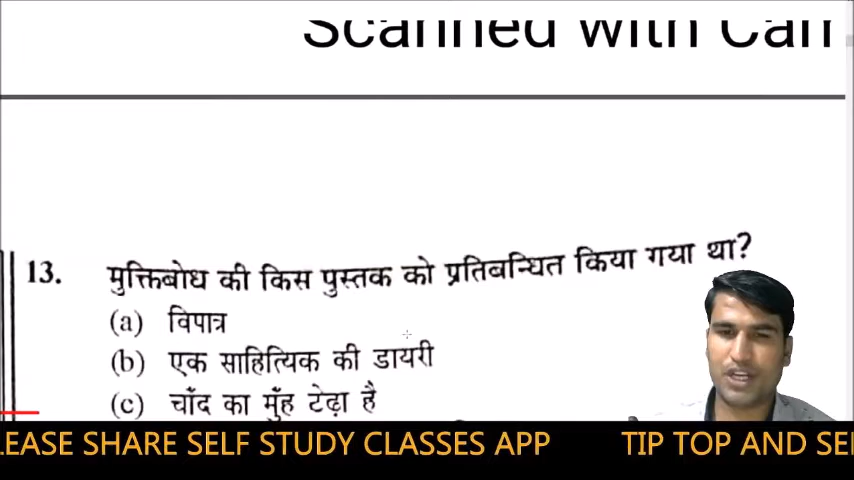 Scanned with Cam
13. मुक्तिबोध की किस पुस्तक को प्रतिबन्धित किया गया था?
(a) विपात्र
(b) एक साहित्यिक की डायरी
(c) चाँद का मुँह टेढ़ा है
LEASE SHARE SELF STUDY CLASSES APP TIP TOP AND SE